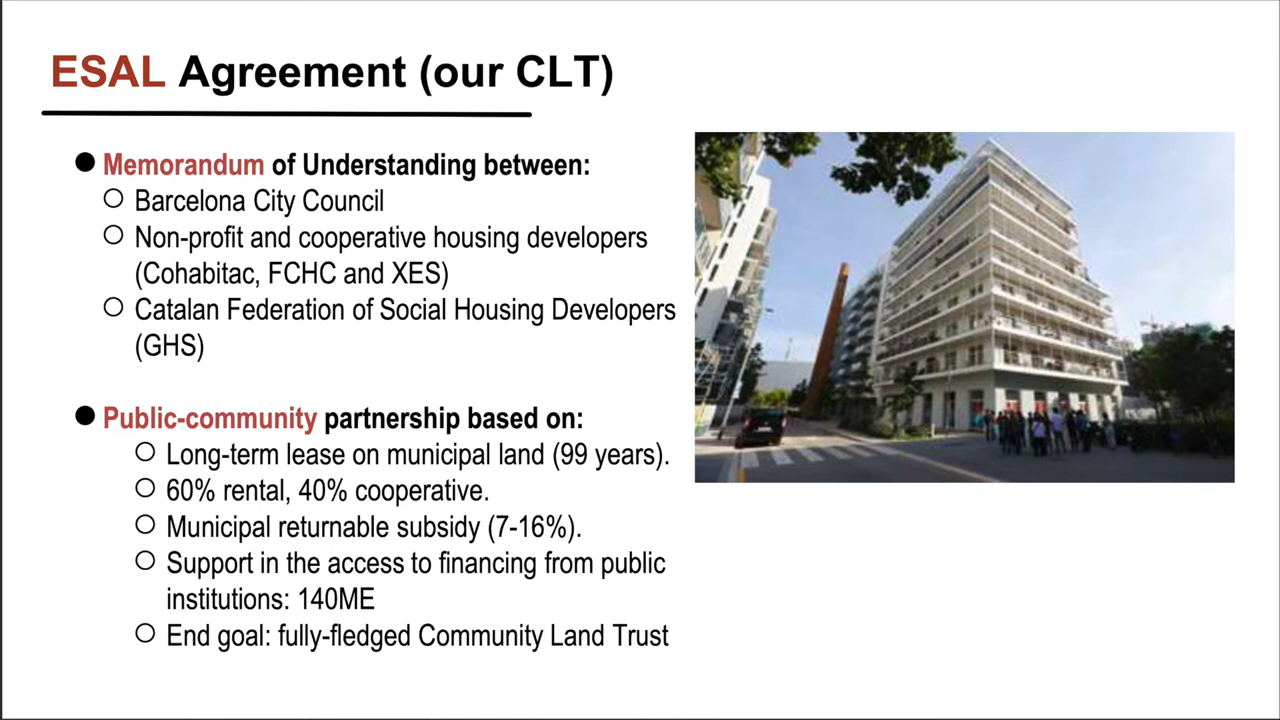 ESAL Agreement (our CLT)
● Memorandum of Understanding between:
○ Barcelona City Council
○ Non-profit and cooperative housing developers
(Cohabitac, FCHC and XES)
○ Catalan Federation of Social Housing Developers
(GHS)
● Public-community partnership based on:
○ Long-term lease on municipal land (99 years).
○ 60% rental, 40% cooperative.
○ Municipal returnable subsidy (7-16%).
○ Support in the access to financing from public
institutions: 140ME
○ End goal: fully-fledged Community Land Trust